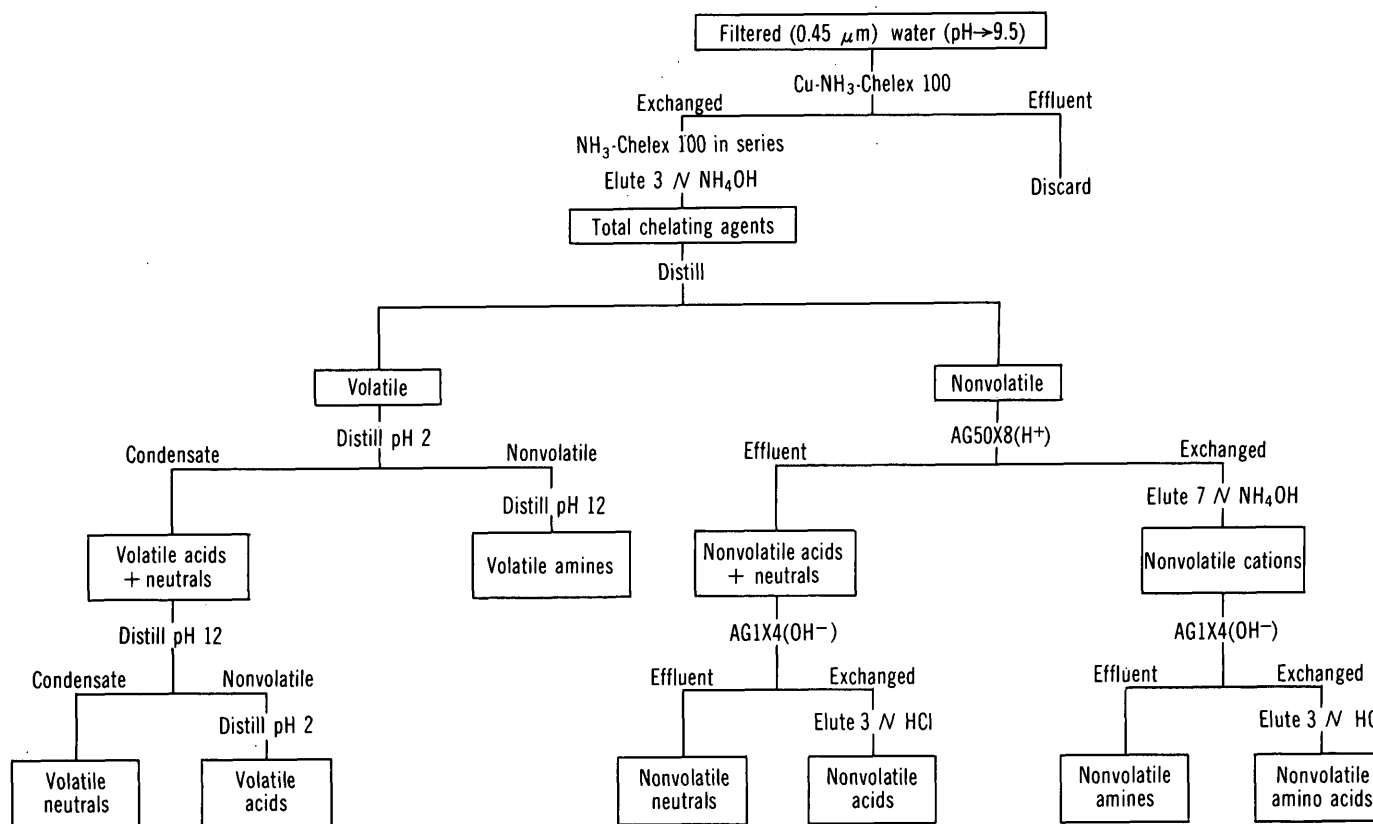 Filtered (0.45 μm) water (pH→9.5)
Cu-NH₃-Chelex 100
Exchanged
Effluent
NH₃-Chelex 100 in series
Elute 3 N NH₄OH
Discard
Total chelating agents
Distill
Volatile
Nonvolatile
Distill pH 2
AG50X8(H⁺)
Condensate
Nonvolatile
Effluent
Exchanged
Distill pH 12
Elute 7 N NH₄OH
Volatile acids
+ neutrals
Volatile amines
Nonvolatile acids
+ neutrals
Nonvolatile cations
Distill pH 12
AG1X4(OH⁻)
AG1X4(OH⁻)
Condensate
Nonvolatile
Effluent
Exchanged
Effluent
Exchanged
Distill pH 2
Elute 3 N HCl
Elute 3 N HC
Volatile
neutrals
Volatile
acids
Nonvolatile
neutrals
Nonvolatile
acids
Nonvolatile
amines
Nonvolatile
amino acids